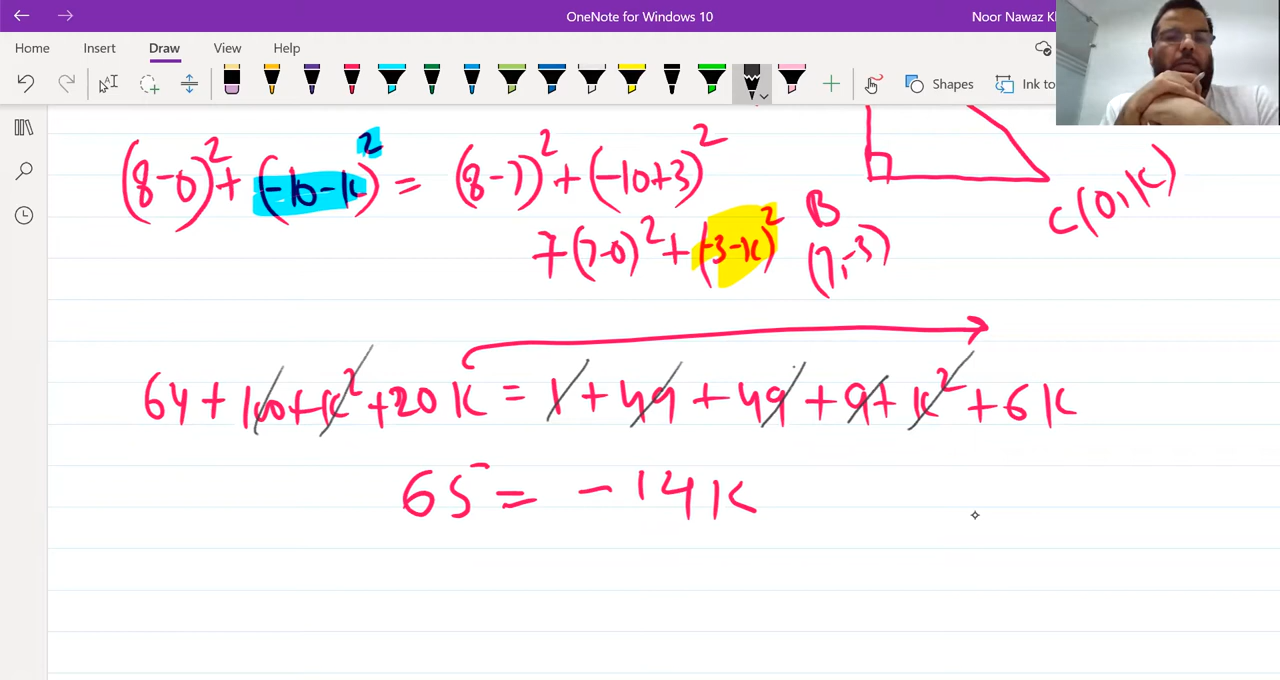 OneNote for Windows 10
Noor Nawaz Kh
Home Insert Draw View Help
Shapes
Ink to
(8-0)² + (-10-k)² = (8-7)² + (-10+3)²
7(7-0)² + (-3-k)²
B
(7,-3)
C(0,k)
64 + 100 + k² + 20k = 1 + 49 + 49 + 9 + k² + 6k
65 = -14k